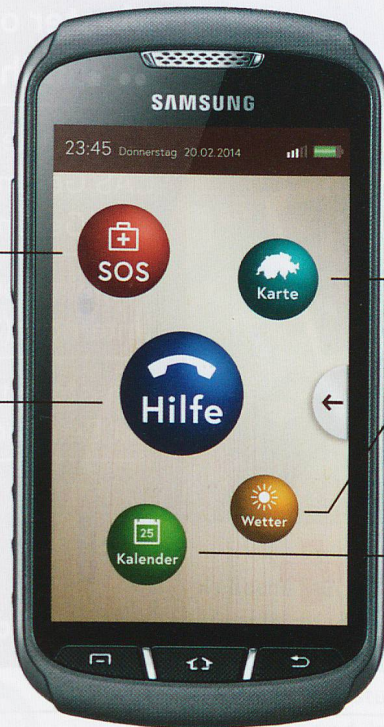 SAMSUNG
23:45 Donnerstag 20.02.2014
SOS
Karte
Hilfe
Wetter
25
Kalender